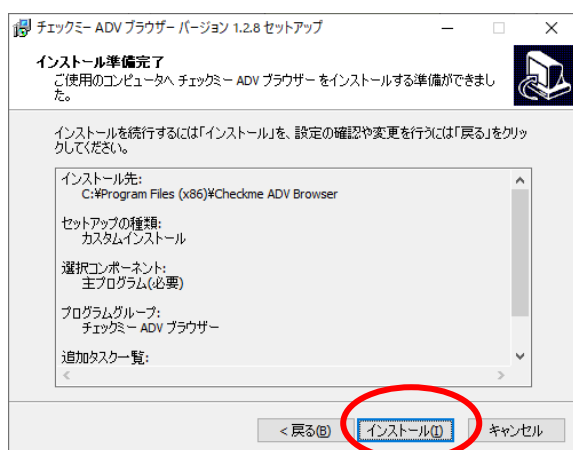 チェックミー ADV ブラウザー バージョン 1.2.8 セットアップ
インストール準備完了
ご使用のコンピュータへ チェックミー ADV ブラウザー をインストールする準備ができまし
た。
インストールを続行するには「インストール」を、設定の確認や変更を行うには「戻る」をクリッ
クしてください。
インストール先:
C:¥Program Files (x86)¥Checkme ADV Browser
セットアップの種類:
カスタムインストール
選択コンポーネント:
主プログラム(必要)
プログラムグループ:
チェックミー ADV ブラウザー
追加タスク一覧:
< 戻る(B) インストール(I) キャンセル